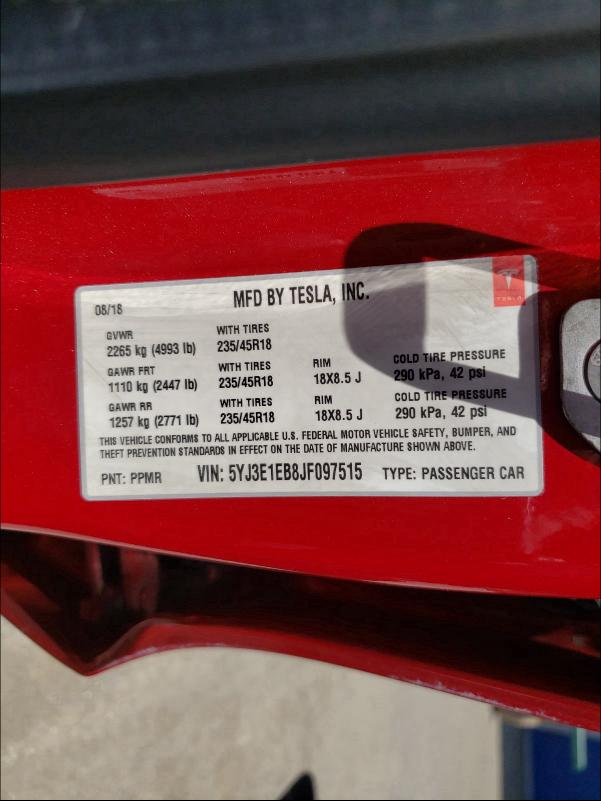 08/18
MFD BY TESLA, INC.
TESLA
GVWR
2265 kg (4993 lb)
WITH TIRES
235/45R18
GAWR FRT
1110 kg (2447 lb)
WITH TIRES
235/45R18
RIM
18X8.5 J
COLD TIRE PRESSURE
290 kPa, 42 psi
GAWR RR
1257 kg (2771 lb)
WITH TIRES
235/45R18
RIM
18X8.5 J
COLD TIRE PRESSURE
290 kPa, 42 psi
THIS VEHICLE CONFORMS TO ALL APPLICABLE U.S. FEDERAL MOTOR VEHICLE SAFETY, BUMPER, AND
THEFT PREVENTION STANDARDS IN EFFECT ON THE DATE OF MANUFACTURE SHOWN ABOVE.
PNT: PPMR
VIN: 5YJ3E1EB8JF097515
TYPE: PASSENGER CAR